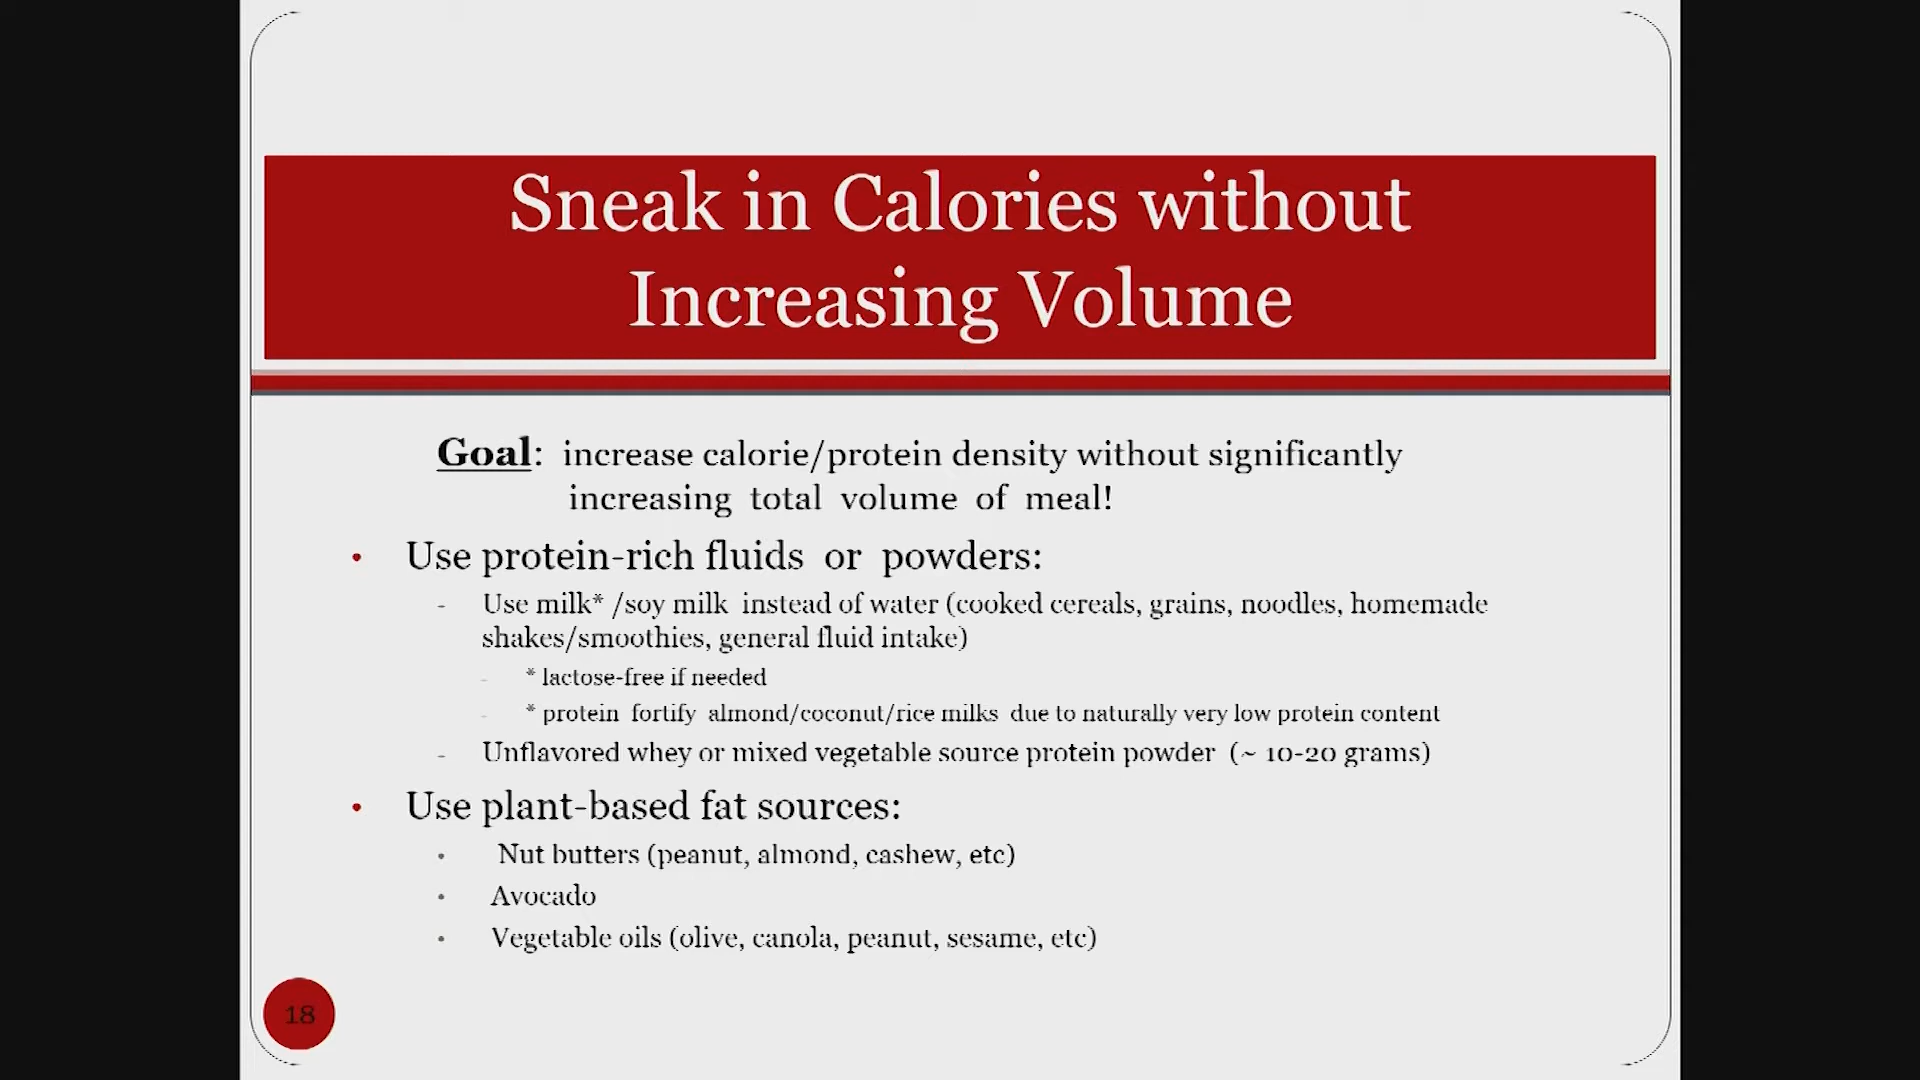 Sneak in Calories without
Increasing Volume
Goal: increase calorie/protein density without significantly
increasing total volume of meal!
• Use protein-rich fluids or powders:
- Use milk* /soy milk instead of water (cooked cereals, grains, noodles, homemade
shakes/smoothies, general fluid intake)
- * lactose-free if needed
- * protein fortify almond/coconut/rice milks due to naturally very low protein content
- Unflavored whey or mixed vegetable source protein powder (~ 10-20 grams)
• Use plant-based fat sources:
• Nut butters (peanut, almond, cashew, etc)
• Avocado
• Vegetable oils (olive, canola, peanut, sesame, etc)
18